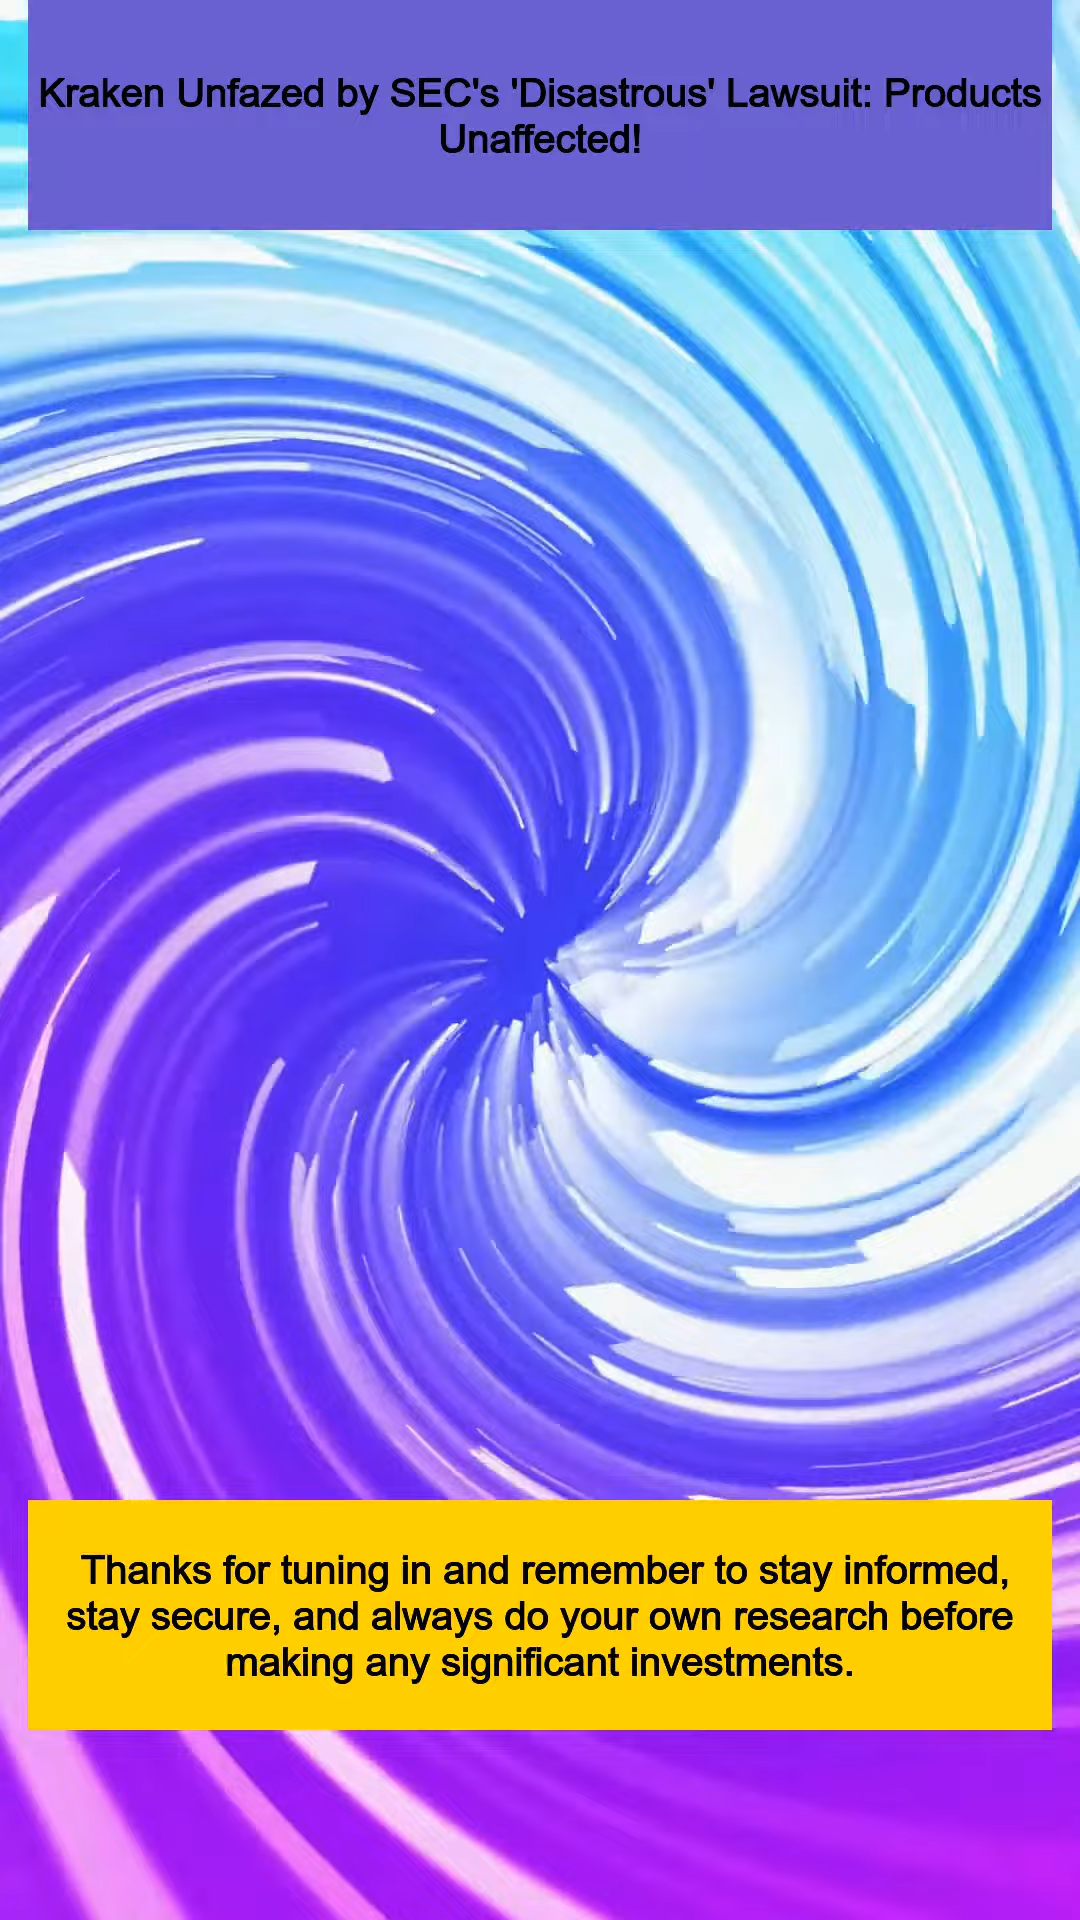 Kraken Unfazed by SEC's 'Disastrous' Lawsuit: Products
Unaffected!
Thanks for tuning in and remember to stay informed,
stay secure, and always do your own research before
making any significant investments.